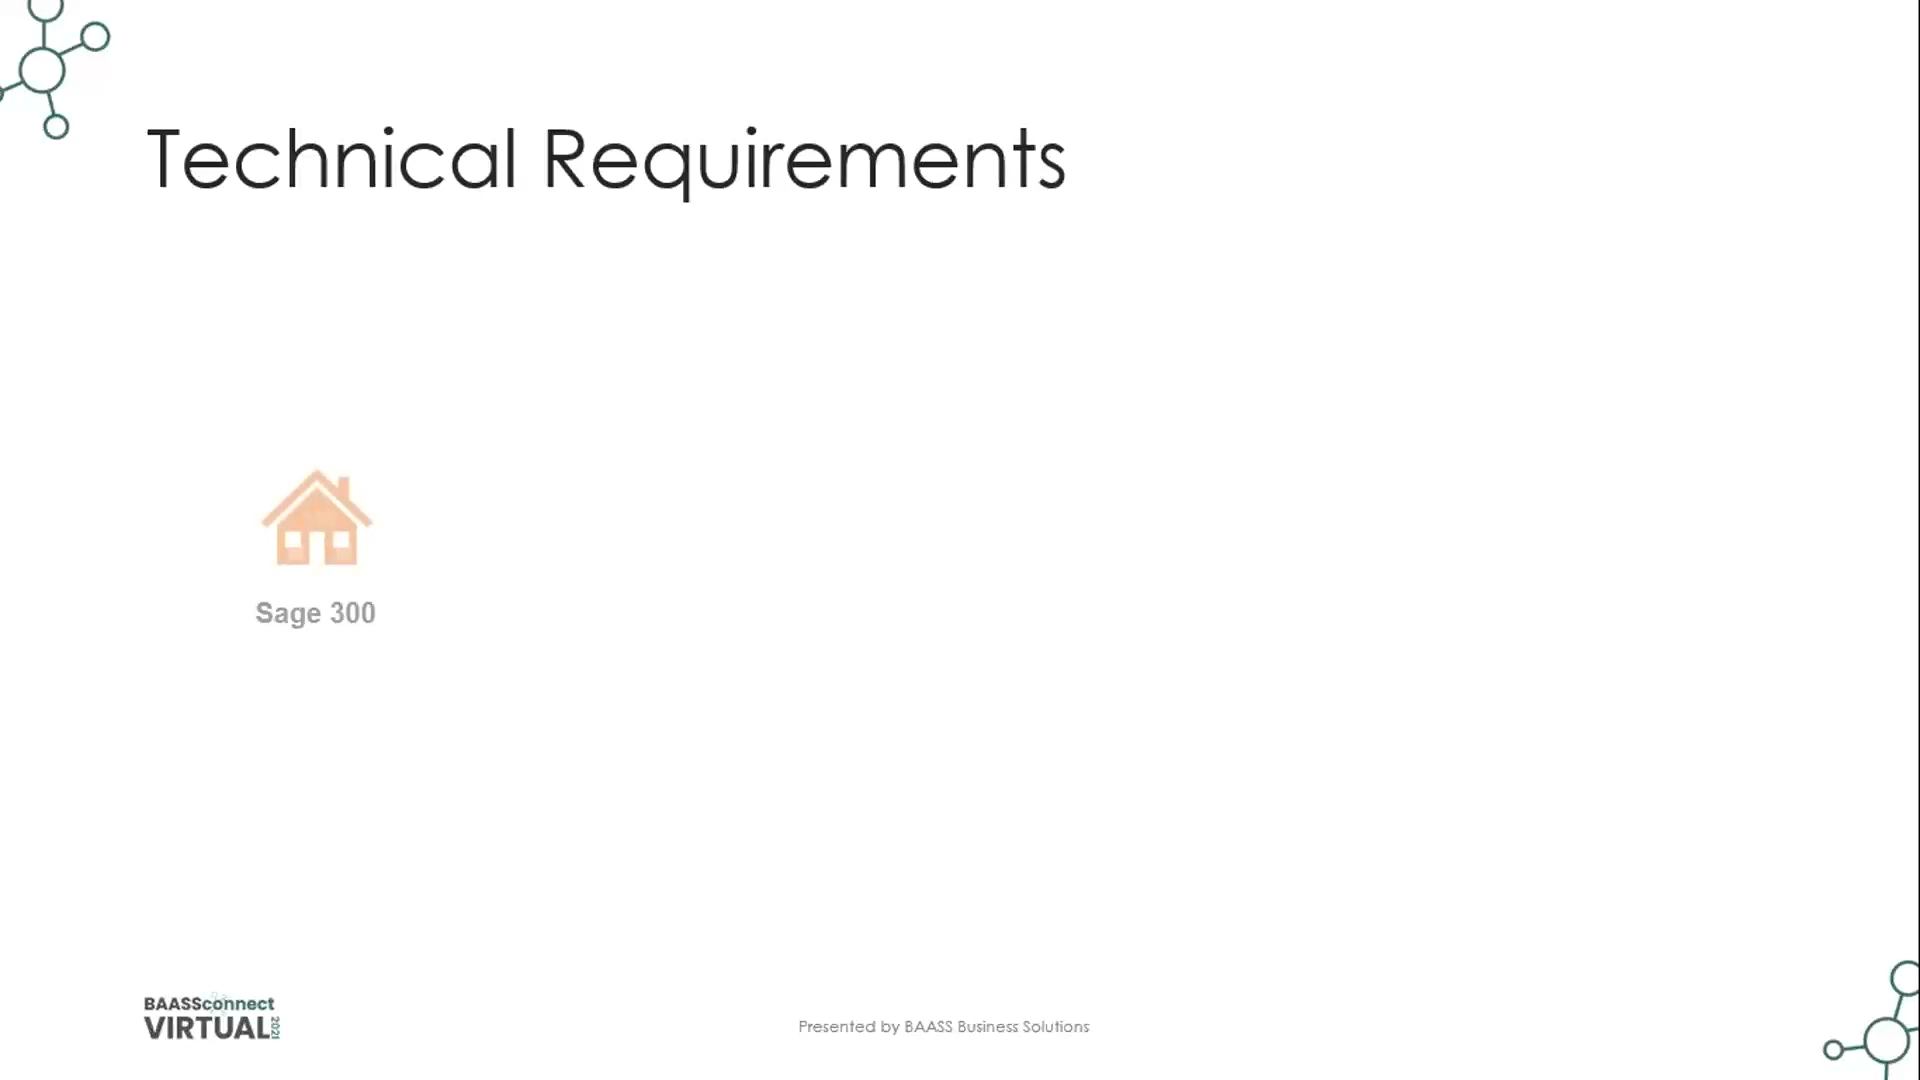 Technical Requirements
Sage 300
BAASSconnect
VIRTUAL 2021
Presented by BAASS Business Solutions